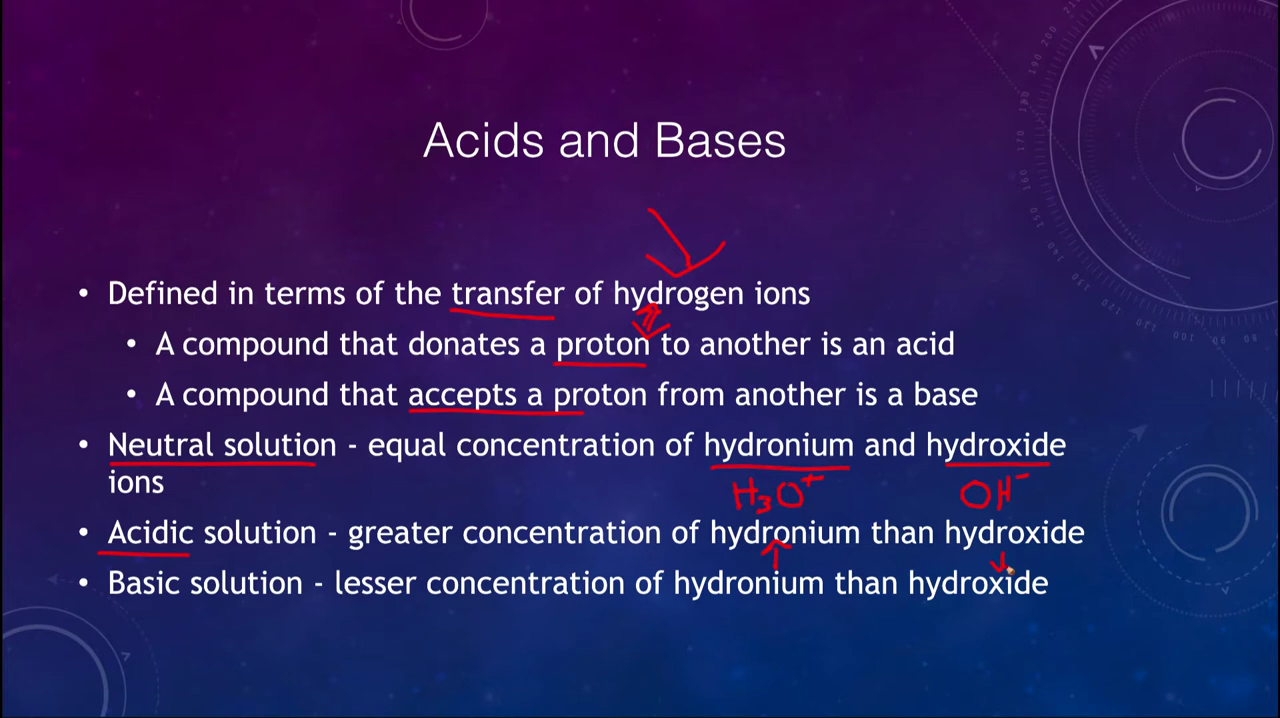 Acids and Bases
• Defined in terms of the transfer of hydrogen ions
• A compound that donates a proton to another is an acid
• A compound that accepts a proton from another is a base
• Neutral solution - equal concentration of hydronium and hydroxide
ions
H₃O⁺ OH⁻
• Acidic solution - greater concentration of hydronium than hydroxide
• Basic solution - lesser concentration of hydronium than hydroxide